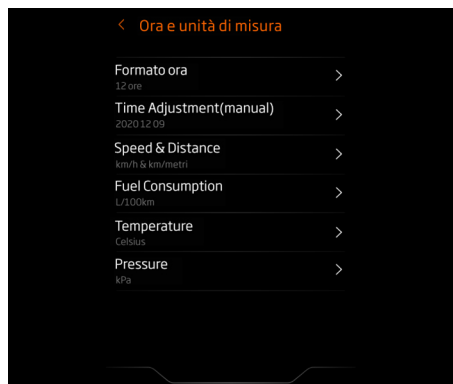 Ora e unità di misura
Formato ora
12 ore
Time Adjustment(manual)
2020 12 09
Speed & Distance
km/h & km/metri
Fuel Consumption
L/100km
Temperature
Celsius
Pressure
kPa